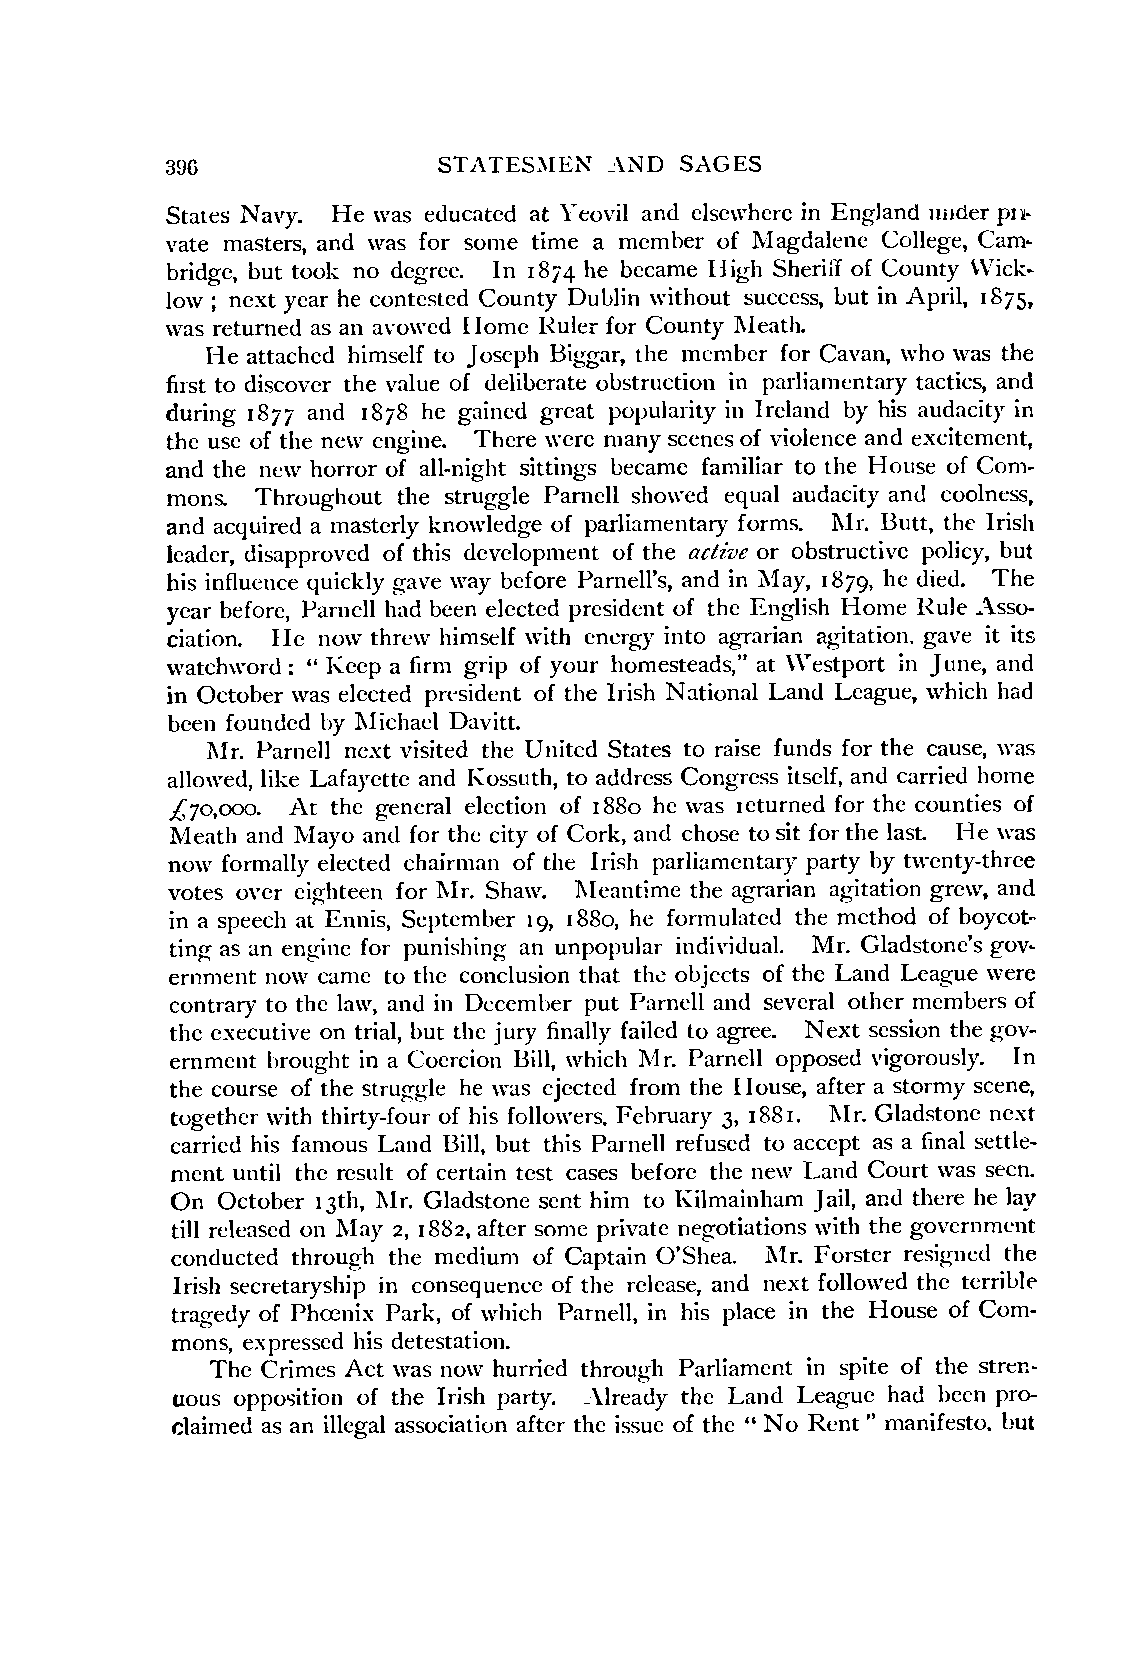 396 STATESMEN AND SAGES
States Navy. He was educated at Yeovil and elsewhere in England under pri-
vate masters, and was for some time a member of Magdalene College, Cam-
bridge, but took no degree. In 1874 he became High Sheriff of County Wick-
low ; next year he contested County Dublin without success, but in April, 1875,
was returned as an avowed Home Ruler for County Meath.
He attached himself to Joseph Biggar, the member for Cavan, who was the
first to discover the value of deliberate obstruction in parliamentary tactics, and
during 1877 and 1878 he gained great popularity in Ireland by his audacity in
the use of the new engine. There were many scenes of violence and excitement,
and the new horror of all-night sittings became familiar to the House of Com-
mons. Throughout the struggle Parnell showed equal audacity and coolness,
and acquired a masterly knowledge of parliamentary forms. Mr. Butt, the Irish
leader, disapproved of this development of the active or obstructive policy, but
his influence quickly gave way before Parnell's, and in May, 1879, he died. The
year before, Parnell had been elected president of the English Home Rule Asso-
ciation. He now threw himself with energy into agrarian agitation, gave it its
watchword : " Keep a firm grip of your homesteads," at Westport in June, and
in October was elected president of the Irish National Land League, which had
been founded by Michael Davitt.
Mr. Parnell next visited the United States to raise funds for the cause, was
allowed, like Lafayette and Kossuth, to address Congress itself, and carried home
£70,000. At the general election of 1880 he was returned for the counties of
Meath and Mayo and for the city of Cork, and chose to sit for the last. He was
now formally elected chairman of the Irish parliamentary party by twenty-three
votes over eighteen for Mr. Shaw. Meantime the agrarian agitation grew, and
in a speech at Ennis, September 19, 1880, he formulated the method of boycot-
ting as an engine for punishing an unpopular individual. Mr. Gladstone's gov-
ernment now came to the conclusion that the objects of the Land League were
contrary to the law, and in December put Parnell and several other members of
the executive on trial, but the jury finally failed to agree. Next session the gov-
ernment brought in a Coercion Bill, which Mr. Parnell opposed vigorously. In
the course of the struggle he was ejected from the House, after a stormy scene,
together with thirty-four of his followers, February 3, 1881. Mr. Gladstone next
carried his famous Land Bill, but this Parnell refused to accept as a final settle-
ment until the result of certain test cases before the new Land Court was seen.
On October 13th, Mr. Gladstone sent him to Kilmainham Jail, and there he lay
till released on May 2, 1882, after some private negotiations with the government
conducted through the medium of Captain O'Shea. Mr. Forster resigned the
Irish secretaryship in consequence of the release, and next followed the terrible
tragedy of Phœnix Park, of which Parnell, in his place in the House of Com-
mons, expressed his detestation.
The Crimes Act was now hurried through Parliament in spite of the stren-
uous opposition of the Irish party. Already the Land League had been pro-
claimed as an illegal association after the issue of the " No Rent " manifesto, but